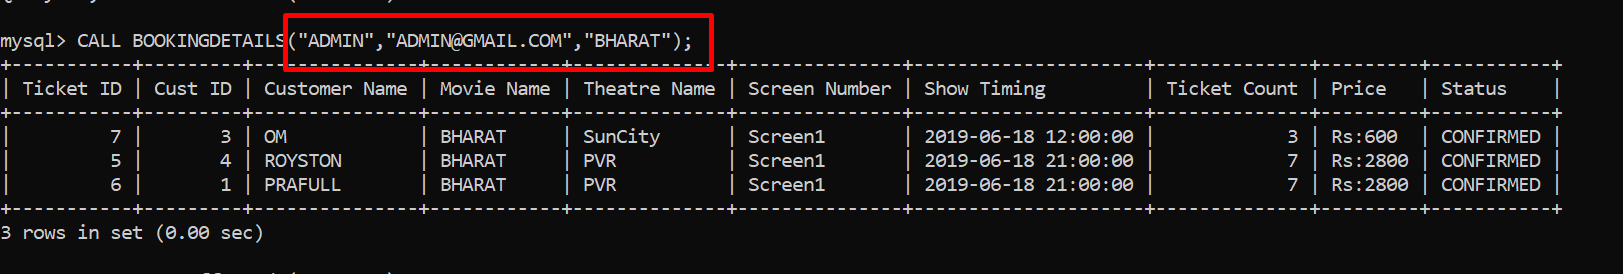 mysql> CALL BOOKINGDETAILS("ADMIN","ADMIN@GMAIL.COM","BHARAT");
+-----------+---------+---------------+------------+--------------+---------------+---------------------+--------------+---------+-----------+
| Ticket ID | Cust ID | Customer Name | Movie Name | Theatre Name | Screen Number | Show Timing         | Ticket Count | Price   | Status    |
+-----------+---------+---------------+------------+--------------+---------------+---------------------+--------------+---------+-----------+
|         7 |       3 | OM            | BHARAT     | SunCity      | Screen1       | 2019-06-18 12:00:00 |            3 | Rs:600  | CONFIRMED |
|         5 |       4 | ROYSTON       | BHARAT     | PVR          | Screen1       | 2019-06-18 21:00:00 |            7 | Rs:2800 | CONFIRMED |
|         6 |       1 | PRAFULL       | BHARAT     | PVR          | Screen1       | 2019-06-18 21:00:00 |            7 | Rs:2800 | CONFIRMED |
+-----------+---------+---------------+------------+--------------+---------------+---------------------+--------------+---------+-----------+
3 rows in set (0.00 sec)